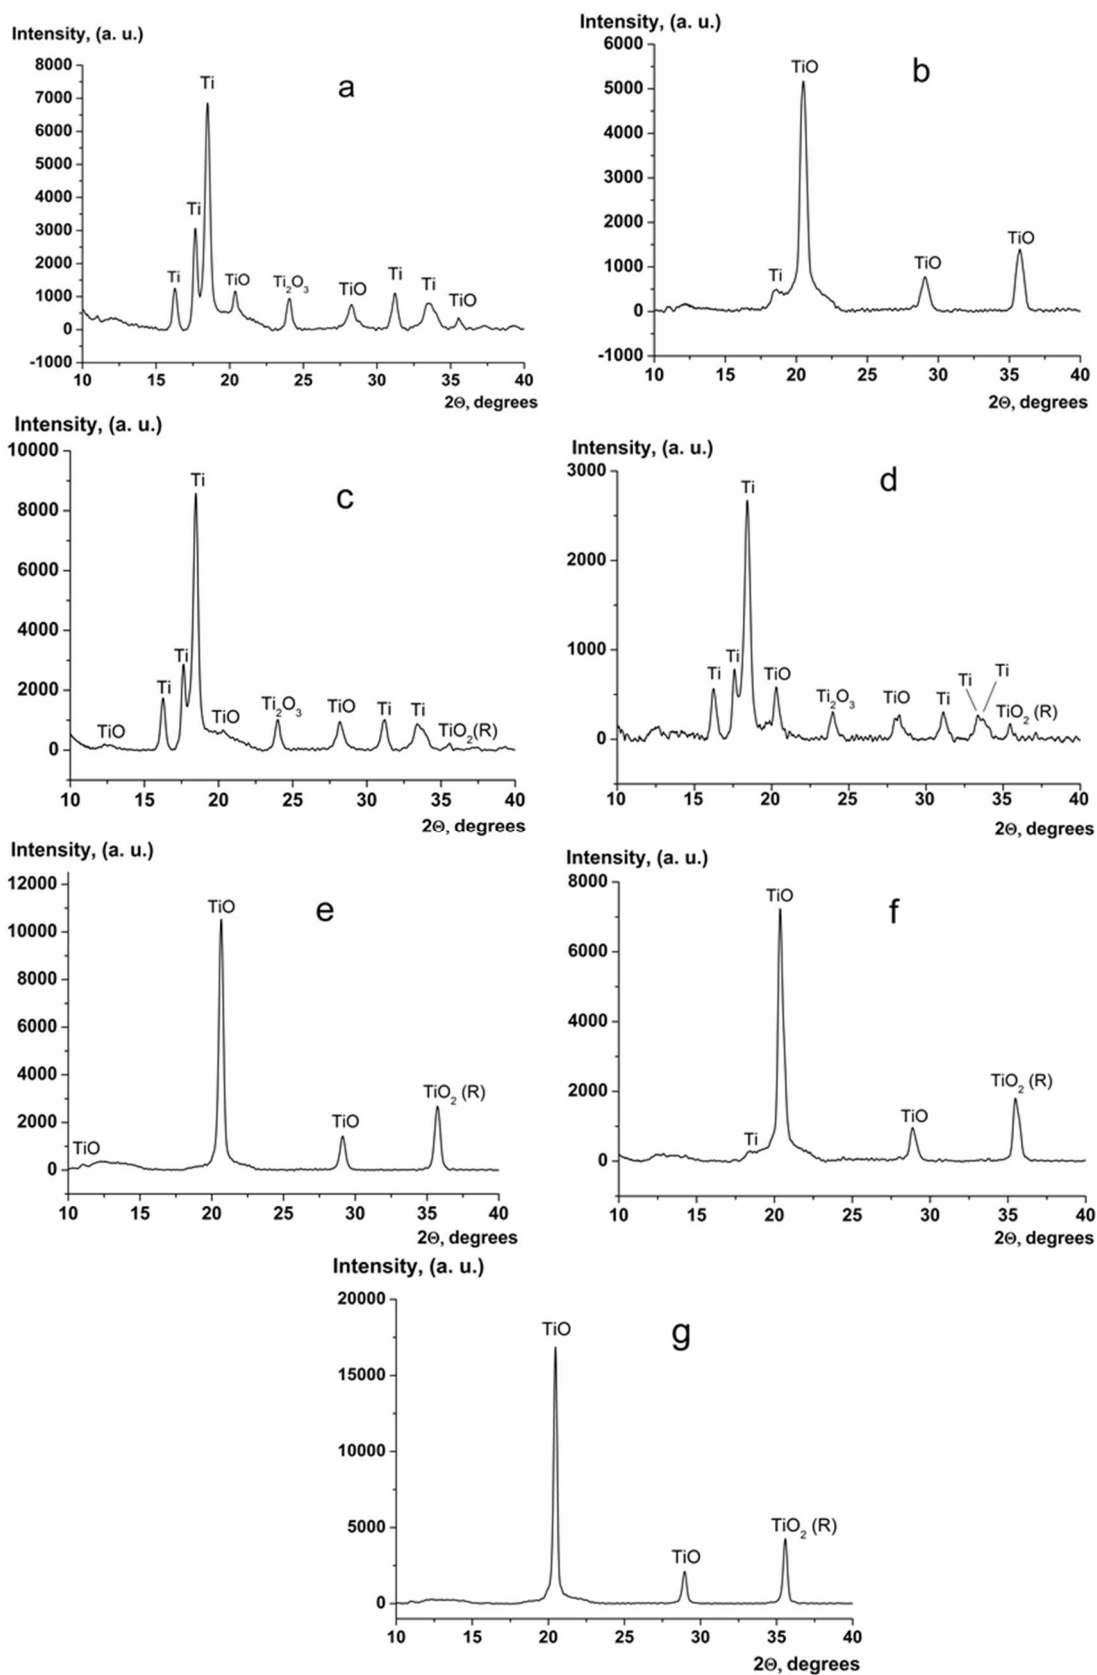 Intensity, (a. u.)
a
8000
7000
6000
5000
4000
3000
2000
1000
0
-1000
Ti
Ti
Ti
TiO
Ti2O3
TiO
Ti
Ti
TiO
10 15 20 25 30 35 40
2Θ, degrees
Intensity, (a. u.)
b
6000
5000
4000
3000
2000
1000
0
-1000
TiO
Ti
TiO
TiO
10 15 20 25 30 35 40
2Θ, degrees
Intensity, (a. u.)
c
10000
8000
6000
4000
2000
0
Ti
Ti
Ti
TiO
TiO
Ti2O3
TiO
Ti
Ti
TiO2(R)
10 15 20 25 30 35 40
2Θ, degrees
Intensity, (a. u.)
d
3000
2000
1000
0
Ti
Ti
Ti
TiO
Ti2O3
TiO
Ti
Ti
Ti
TiO2 (R)
10 15 20 25 30 35 40
2Θ, degrees
Intensity, (a. u.)
e
12000
10000
8000
6000
4000
2000
0
TiO
TiO
TiO
TiO2 (R)
10 15 20 25 30 35 40
2Θ, degrees
Intensity, (a. u.)
f
8000
6000
4000
2000
0
TiO
Ti
TiO
TiO2 (R)
10 15 20 25 30 35 40
2Θ, degrees
Intensity, (a. u.)
g
20000
15000
10000
5000
0
TiO
TiO
TiO2 (R)
10 15 20 25 30 35 40
2Θ, degrees